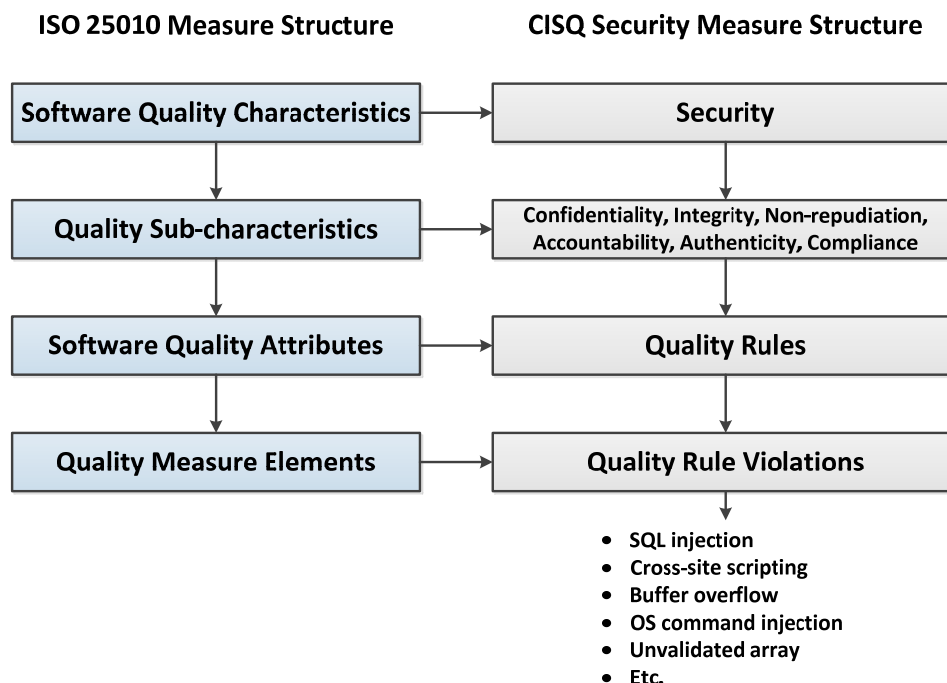 ISO 25010 Measure Structure
CISQ Security Measure Structure
Software Quality Characteristics
Security
Quality Sub-characteristics
Confidentiality, Integrity, Non-repudiation,
Accountability, Authenticity, Compliance
Software Quality Attributes
Quality Rules
Quality Measure Elements
Quality Rule Violations
• SQL injection
• Cross-site scripting
• Buffer overflow
• OS command injection
• Unvalidated array
• Etc.